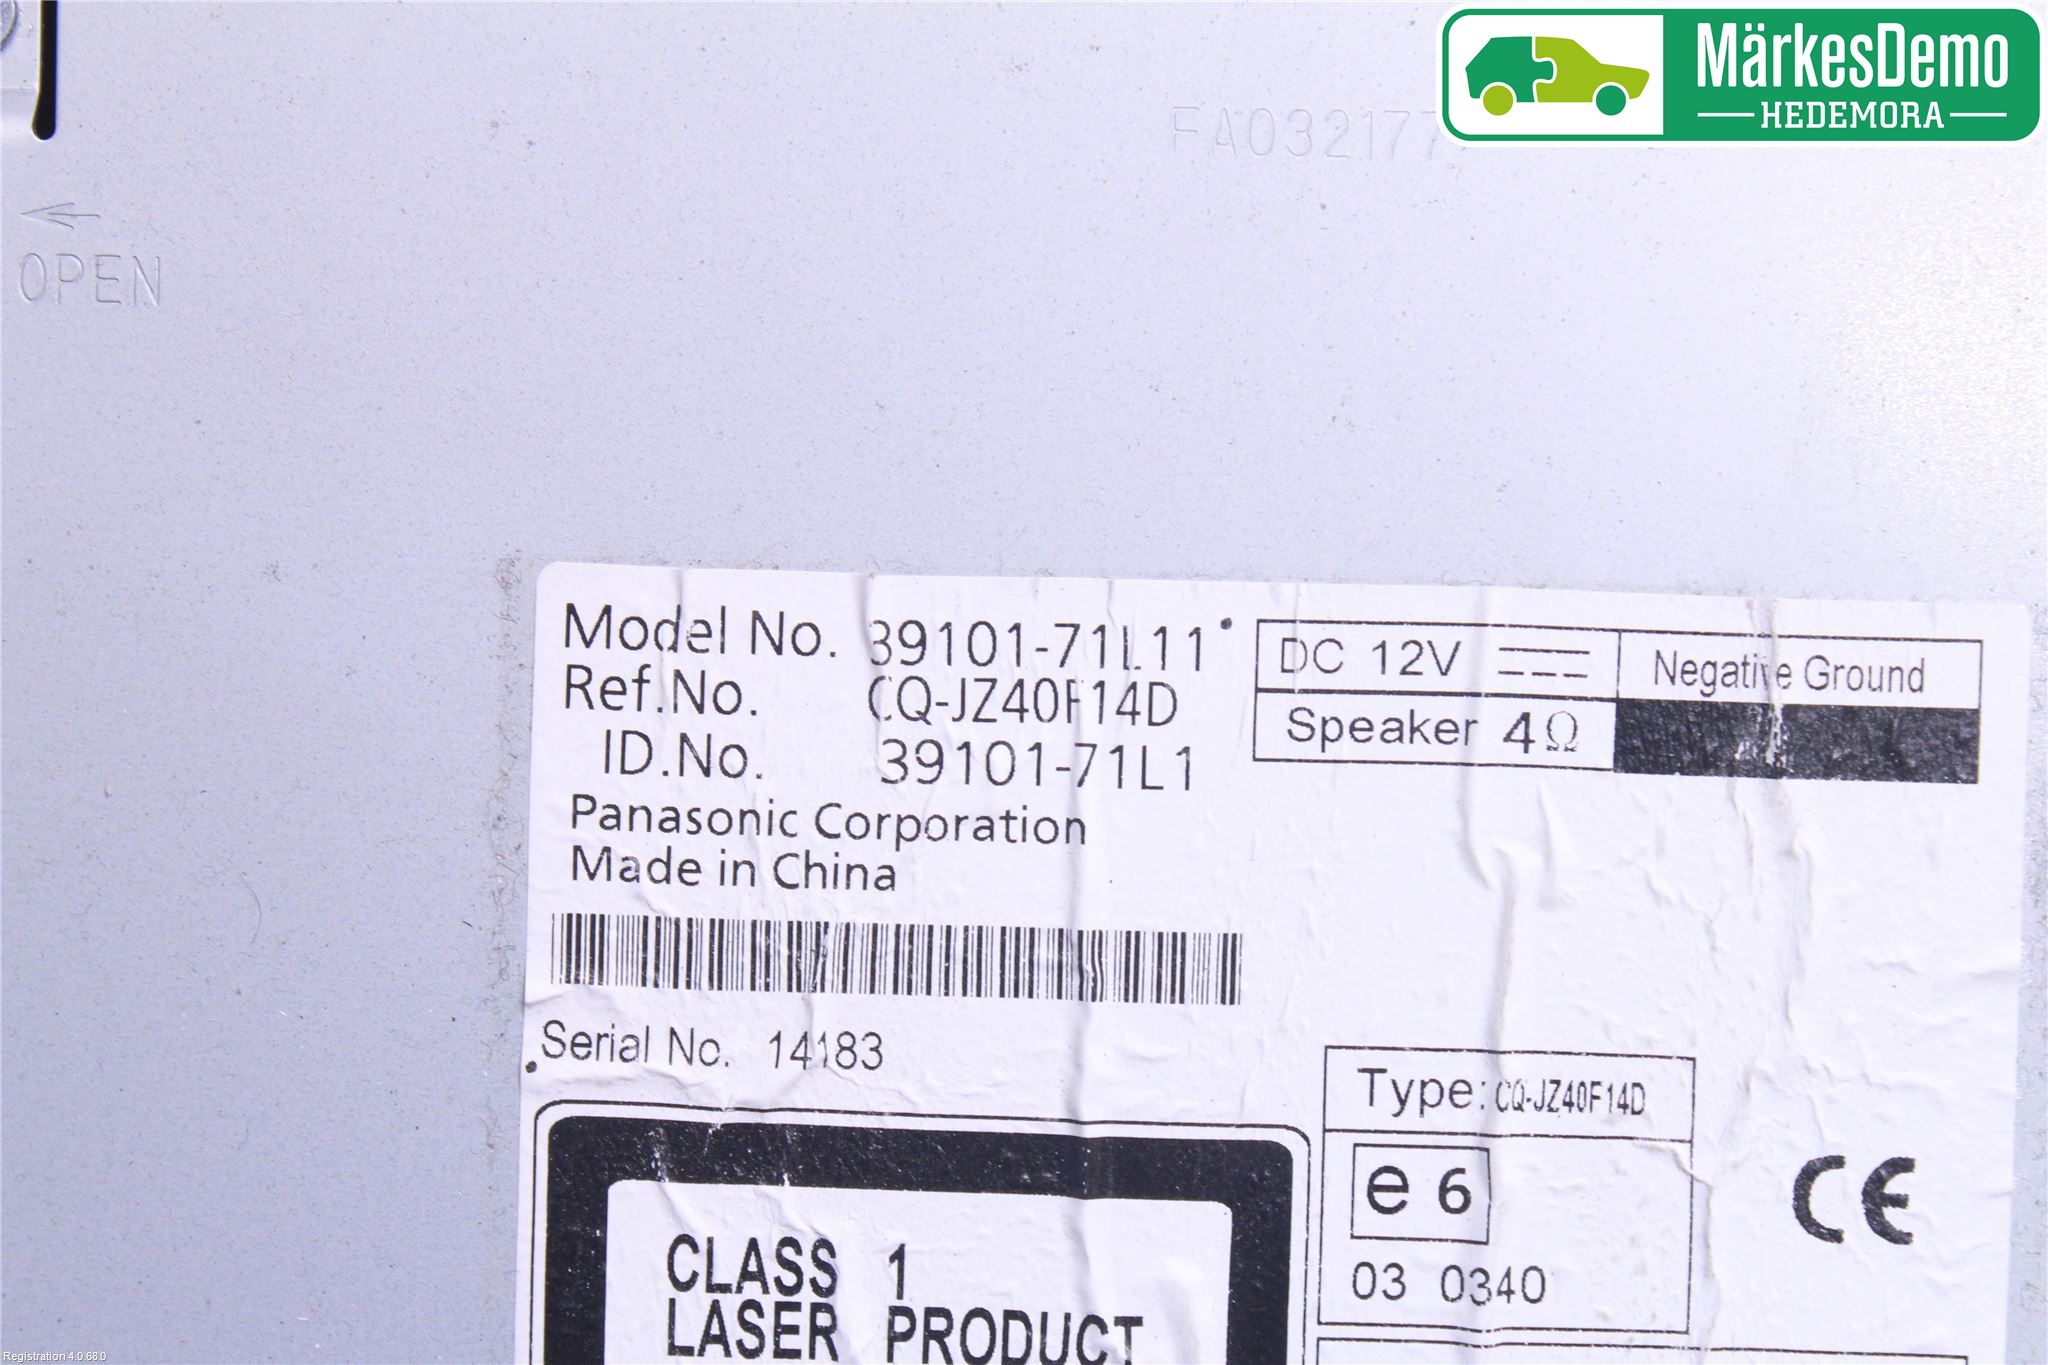 MärkesDemo
HEDEMORA
OPEN
Model No. 39101-71L11
Ref.No. CQ-JZ40F14D
ID.No. 39101-71L1
Panasonic Corporation
Made in China
DC 12V
Negative Ground
Speaker 4Ω
Serial No. 14183
Type: CQ-JZ40F14D
e 6
03 0340
CE
CLASS 1
LASER PRODUCT
Registration 4.0.68.0